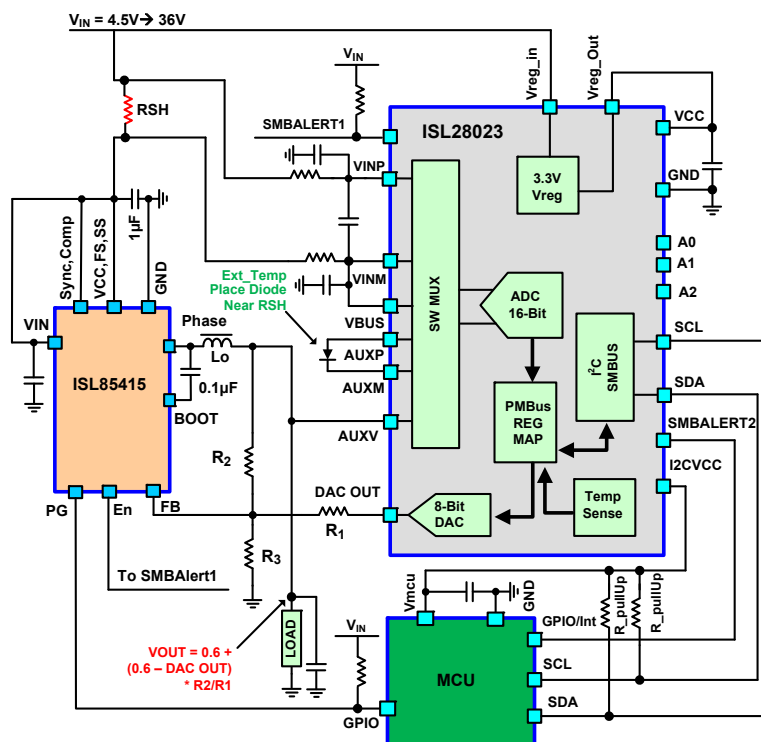 VIN = 4.5V→ 36V
RSH
VIN
SMBALERT1
Vreg_in
Vreg_Out
ISL28023
VCC
GND
3.3V
Vreg
VINP
VINM
VBUS
AUXP
AUXM
AUXV
Ext_Temp
Place Diode
Near RSH
SW MUX
ADC
16-Bit
I²C
SMBUS
PMBus
REG
MAP
Temp
Sense
8-Bit
DAC
DAC OUT
A0
A1
A2
SCL
SDA
SMBALERT2
I2CVCC
Sync,Comp
VCC,FS,SS
1µF
GND
VIN
ISL85415
Phase
Lo
0.1µF
BOOT
PG
En
FB
R2
R1
R3
To SMBAlert1
VOUT = 0.6 +
(0.6 – DAC OUT)
* R2/R1
LOAD
VIN
Vmcu
GND
R_pullUp
R_pullUp
GPIO/Int
SCL
SDA
MCU
GPIO